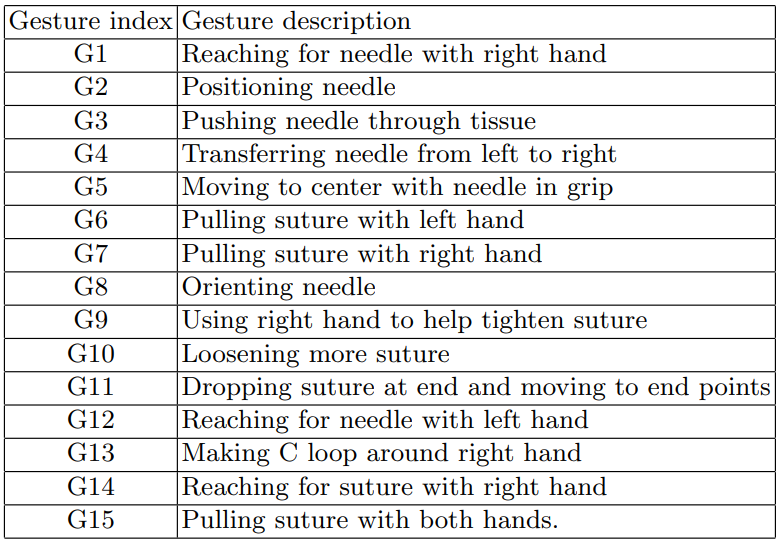 Gesture index Gesture description
G1 Reaching for needle with right hand
G2 Positioning needle
G3 Pushing needle through tissue
G4 Transferring needle from left to right
G5 Moving to center with needle in grip
G6 Pulling suture with left hand
G7 Pulling suture with right hand
G8 Orienting needle
G9 Using right hand to help tighten suture
G10 Loosening more suture
G11 Dropping suture at end and moving to end points
G12 Reaching for needle with left hand
G13 Making C loop around right hand
G14 Reaching for suture with right hand
G15 Pulling suture with both hands.